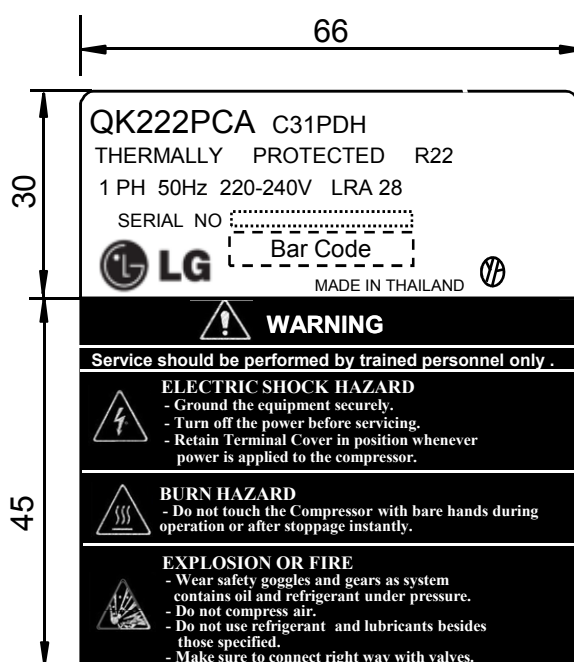 66
30
QK222PCA C31PDH
THERMALLY PROTECTED R22
1 PH 50Hz 220-240V LRA 28
SERIAL NO
Bar Code
LG
MADE IN THAILAND
45
WARNING
Service should be performed by trained personnel only .
ELECTRIC SHOCK HAZARD
- Ground the equipment securely.
- Turn off the power before servicing.
- Retain Terminal Cover in position whenever
power is applied to the compressor.
BURN HAZARD
- Do not touch the Compressor with bare hands during
operation or after stoppage instantly.
EXPLOSION OR FIRE
- Wear safety goggles and gears as system
contains oil and refrigerant under pressure.
- Do not compress air.
- Do not use refrigerant and lubricants besides
those specified.
- Make sure to connect right way with valves.